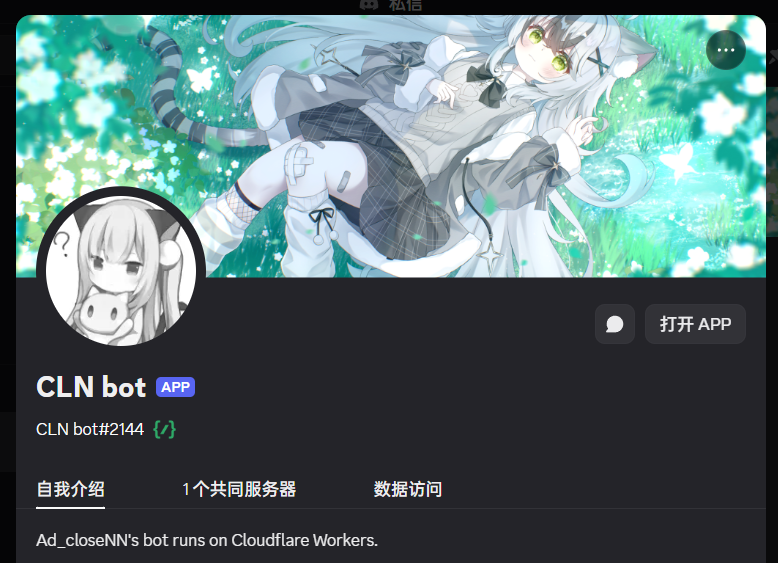 私信
打开 APP
CLN bot APP
CLN bot#2144 {/}
自我介绍 1 个共同服务器 数据访问
Ad_closeNN's bot runs on Cloudflare Workers.